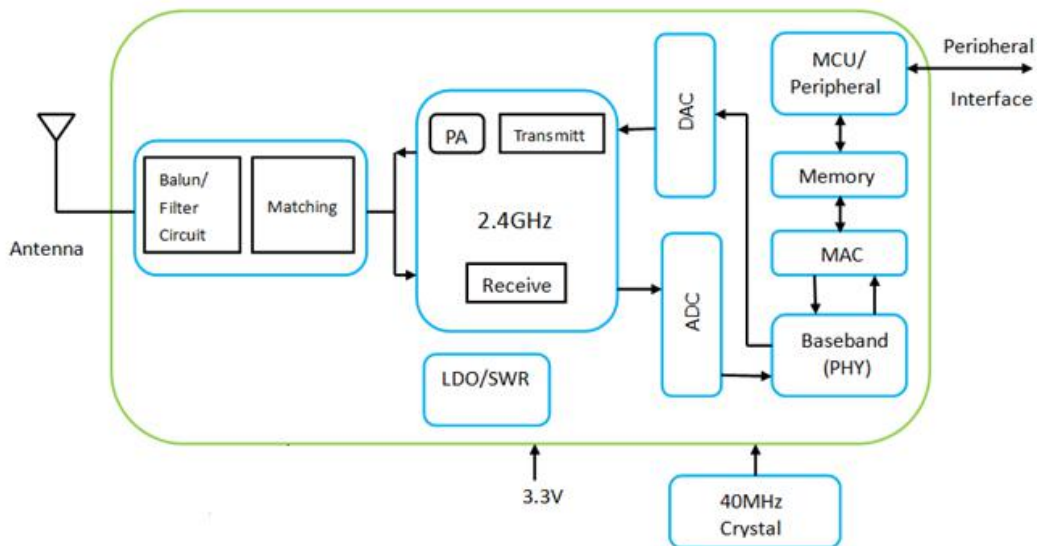 Antenna
Balun/
Filter
Circuit
Matching
PA
Transmitt
2.4GHz
Receive
LDO/SWR
DAC
ADC
MCU/
Peripheral
Memory
MAC
Baseband
(PHY)
Peripheral
Interface
3.3V
40MHz
Crystal